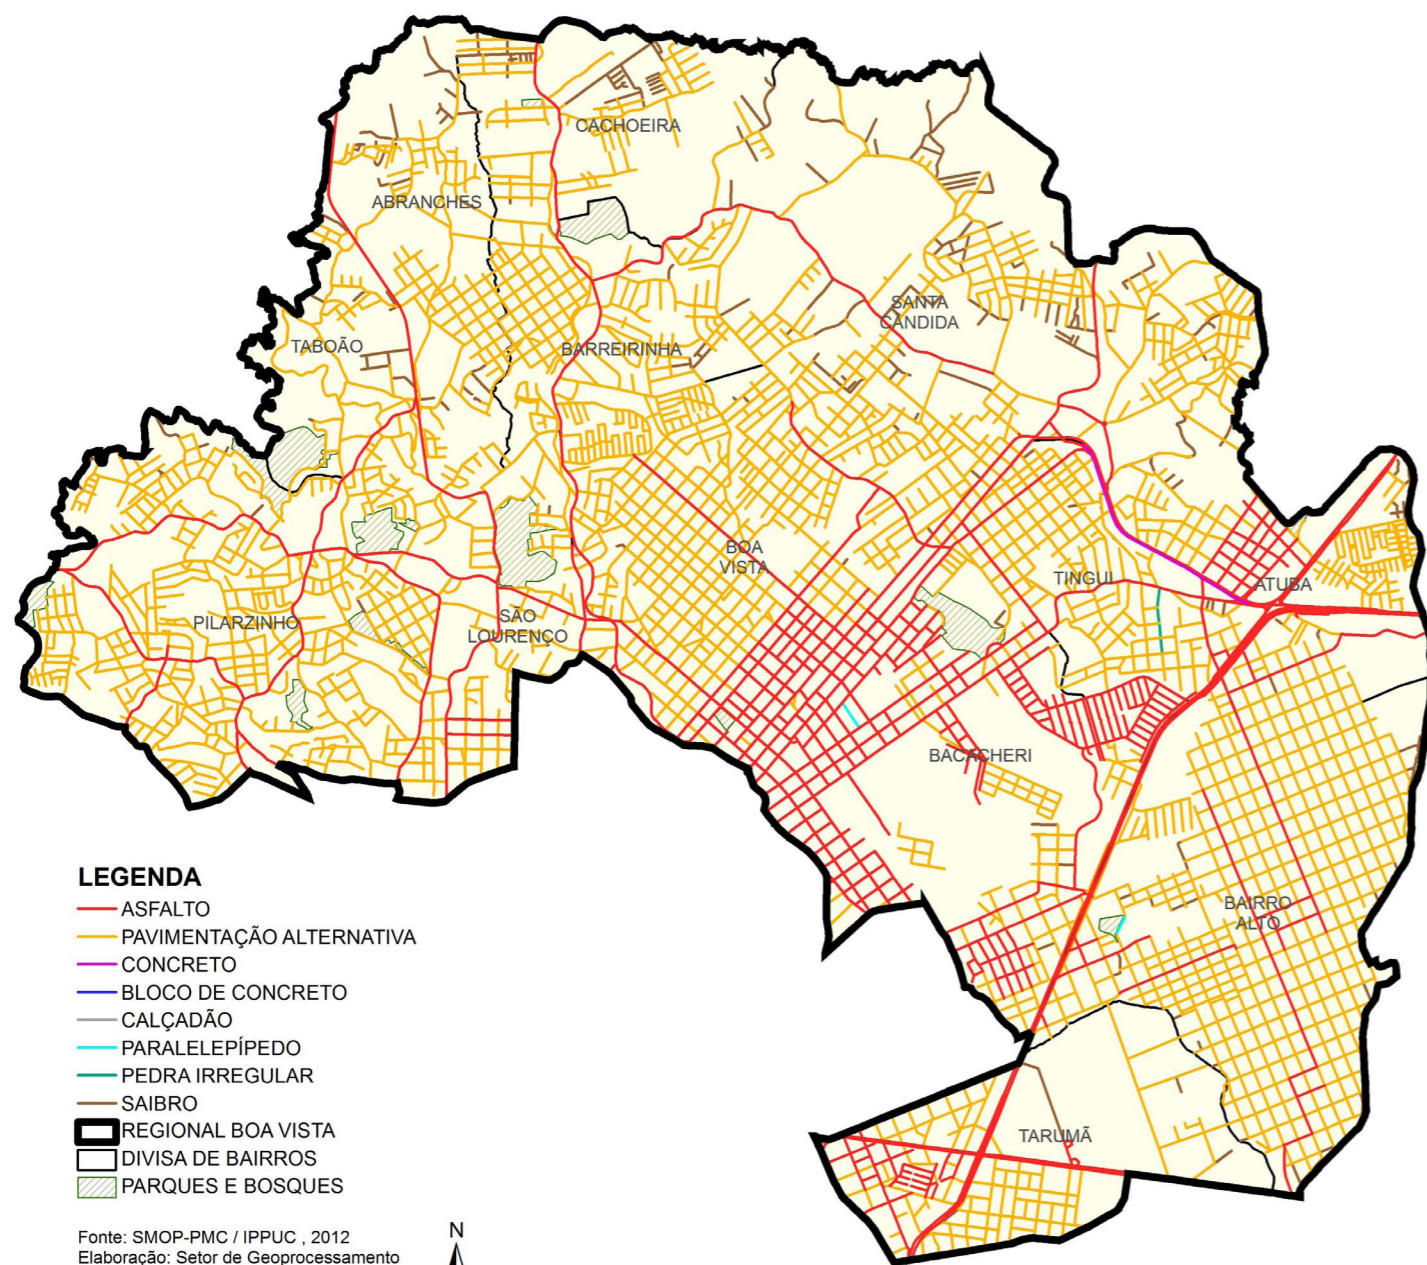 CACHOEIRA
ABRANCHES
SANTA
CÂNDIDA
TABOÃO
BARREIRINHA
BOA
VISTA
TINGUI
ATUBA
PILARZINHO
SÃO
LOURENÇO
BACACHERI
BAIRRO
ALTO
TARUMÃ
LEGENDA
ASFALTO
PAVIMENTAÇÃO ALTERNATIVA
CONCRETO
BLOCO DE CONCRETO
CALÇADÃO
PARALELEPÍPEDO
PEDRA IRREGULAR
SAIBRO
REGIONAL BOA VISTA
DIVISA DE BAIRROS
PARQUES E BOSQUES
Fonte: SMOP-PMC / IPPUC , 2012
Elaboração: Setor de Geoprocessamento
N